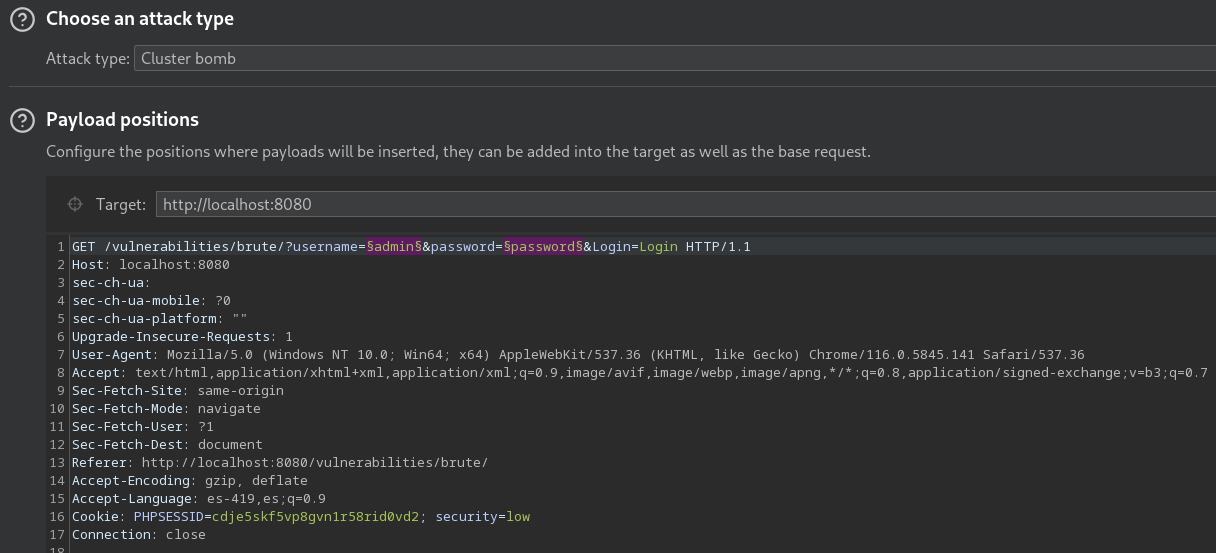 Choose an attack type
Attack type: Cluster bomb
Payload positions
Configure the positions where payloads will be inserted, they can be added into the target as well as the base request.
Target: http://localhost:8080
1 GET /vulnerabilities/brute/?username=§admin§&password=§password§&Login=Login HTTP/1.1
2 Host: localhost:8080
3 sec-ch-ua:
4 sec-ch-ua-mobile: ?0
5 sec-ch-ua-platform: ""
6 Upgrade-Insecure-Requests: 1
7 User-Agent: Mozilla/5.0 (Windows NT 10.0; Win64; x64) AppleWebKit/537.36 (KHTML, like Gecko) Chrome/116.0.5845.141 Safari/537.36
8 Accept: text/html,application/xhtml+xml,application/xml;q=0.9,image/avif,image/webp,image/apng,*/*;q=0.8,application/signed-exchange;v=b3;q=0.7
9 Sec-Fetch-Site: same-origin
10 Sec-Fetch-Mode: navigate
11 Sec-Fetch-User: ?1
12 Sec-Fetch-Dest: document
13 Referer: http://localhost:8080/vulnerabilities/brute/
14 Accept-Encoding: gzip, deflate
15 Accept-Language: es-419,es;q=0.9
16 Cookie: PHPSESSID=cdje5skf5vp8gvn1r58rid0vd2; security=low
17 Connection: close
18